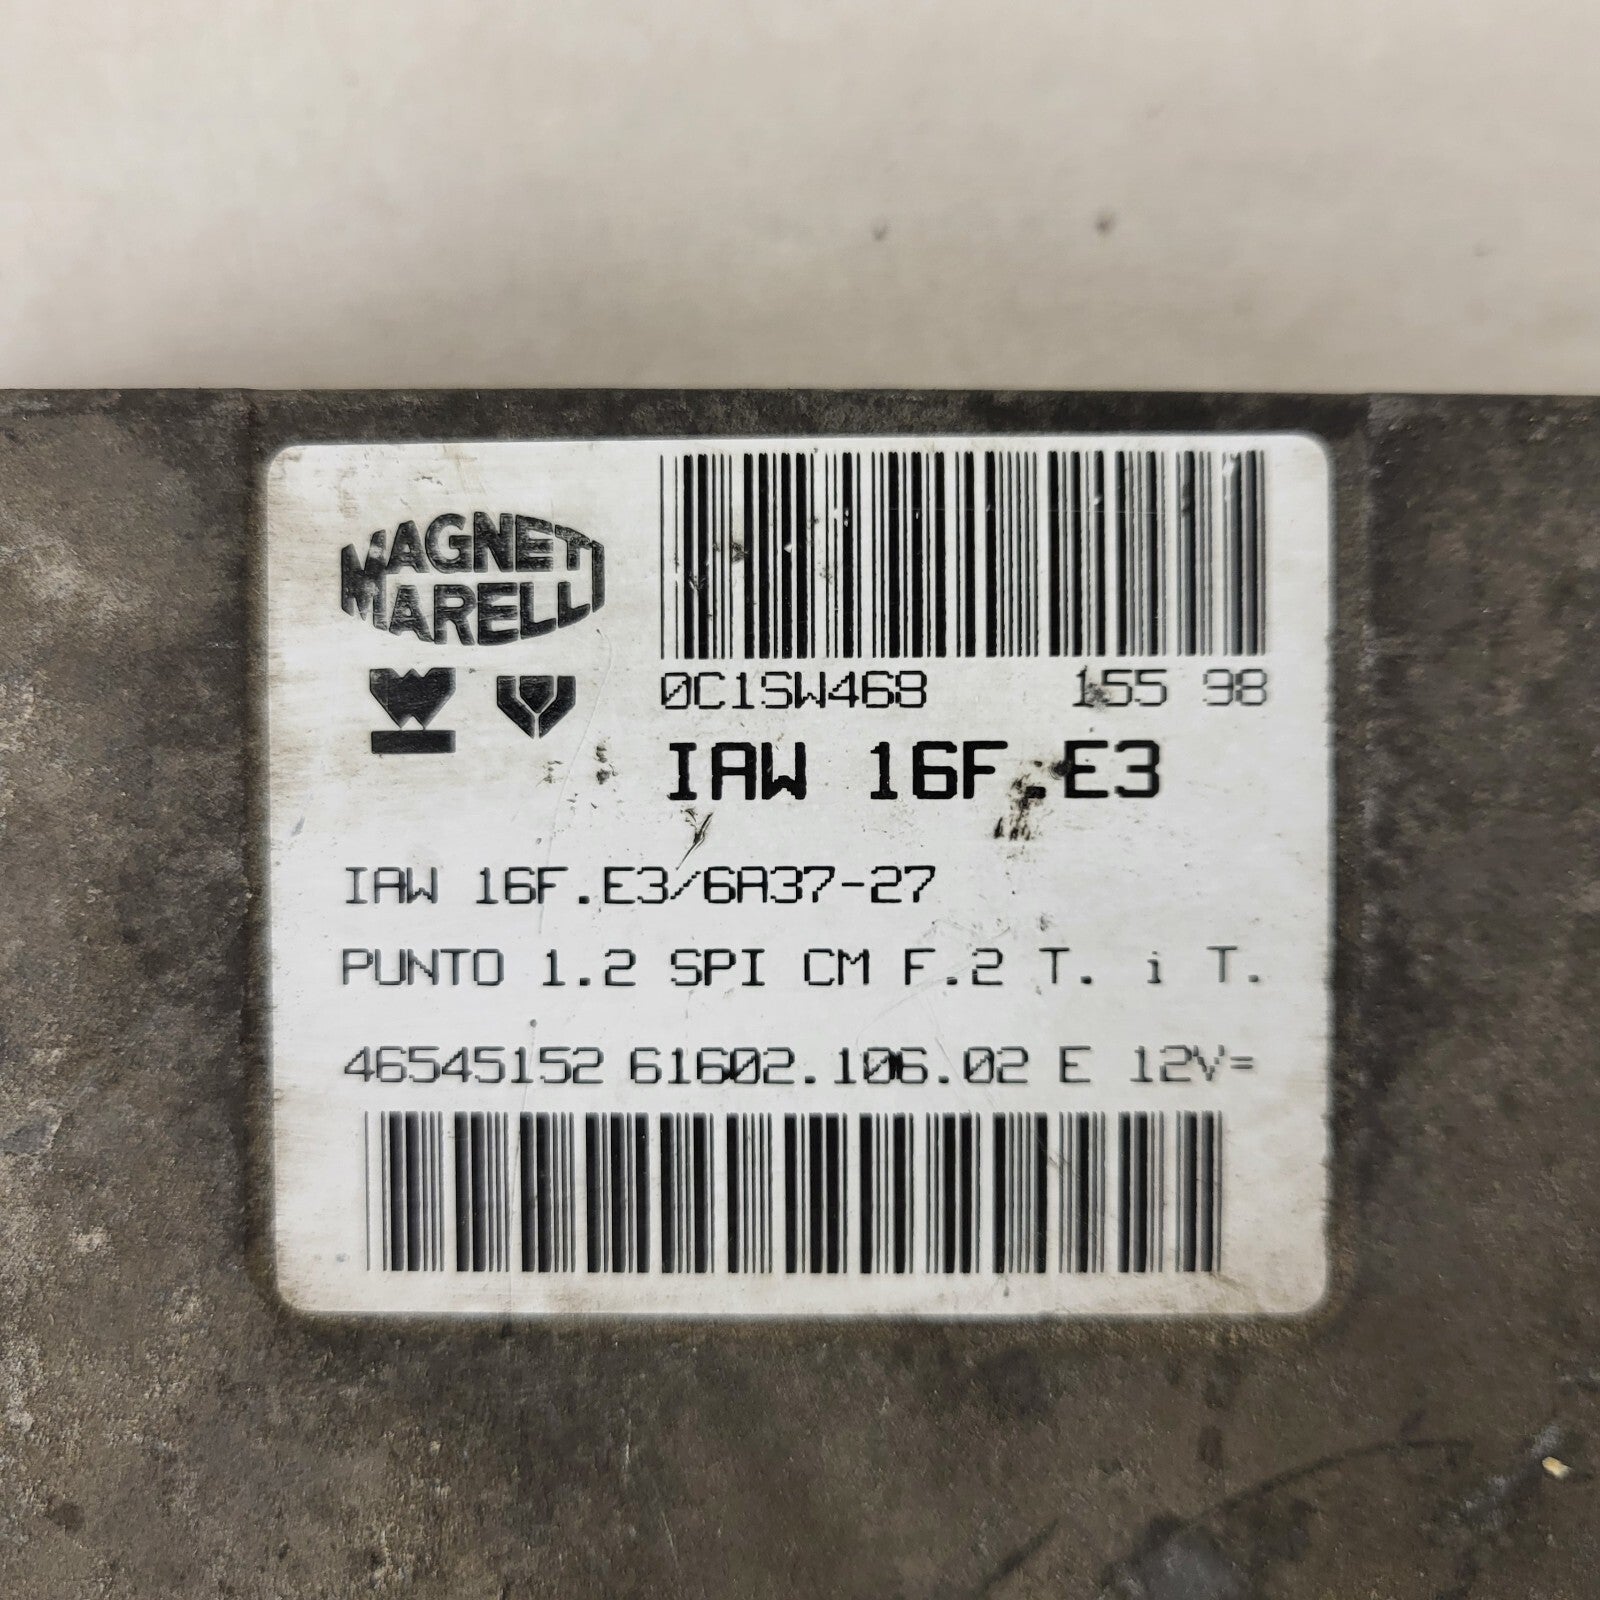 MAGNETI
MARELLI
0C1SW468 155 98
IAW 16F.E3
IAW 16F.E3/6A37-27
PUNTO 1.2 SPI CM F.2 T. i T.
46545152 61602.106.02 E 12V=